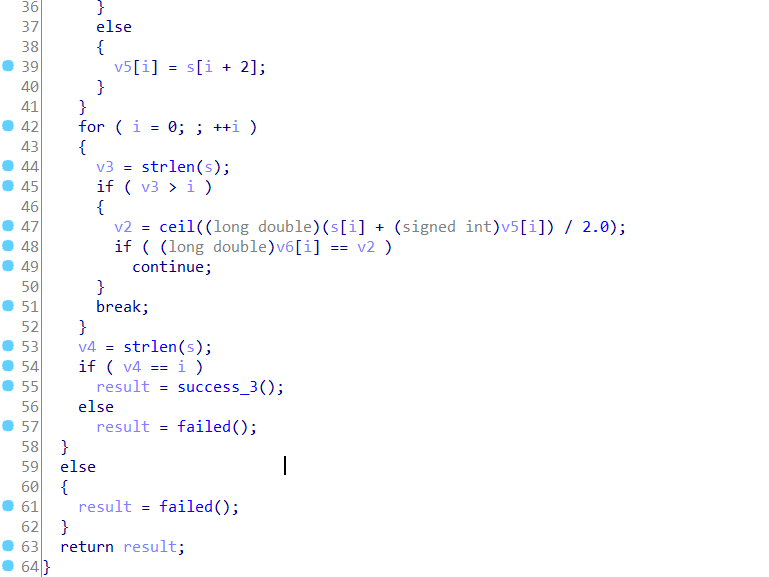 36 }
37 else
38 {
39 v5[i] = s[i + 2];
40 }
41 }
42 for ( i = 0; ; ++i )
43 {
44 v3 = strlen(s);
45 if ( v3 > i )
46 {
47 v2 = ceil((long double)(s[i] + (signed int)v5[i]) / 2.0);
48 if ( (long double)v6[i] == v2 )
49 continue;
50 }
51 break;
52 }
53 v4 = strlen(s);
54 if ( v4 == i )
55 result = success_3();
56 else
57 result = failed();
58 }
59 else
60 {
61 result = failed();
62 }
63 return result;
64 }